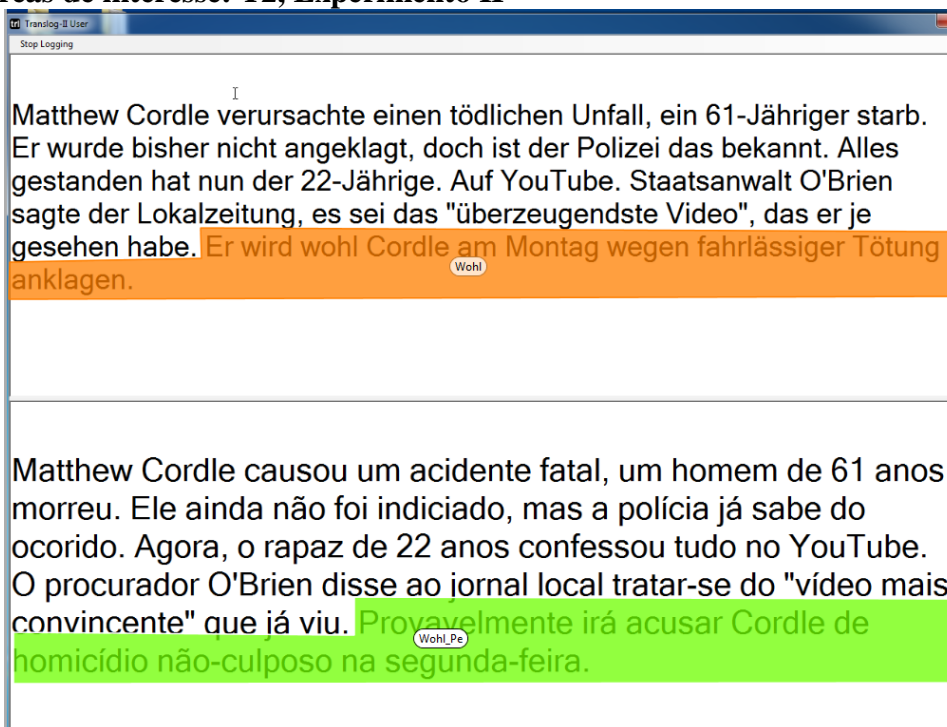 Áreas de interesse: T2, Experimento II
Translog-II User
Stop Logging
Matthew Cordle verursachte einen tödlichen Unfall, ein 61-Jähriger starb.
Er wurde bisher nicht angeklagt, doch ist der Polizei das bekannt. Alles
gestanden hat nun der 22-Jährige. Auf YouTube. Staatsanwalt O'Brien
sagte der Lokalzeitung, es sei das "überzeugendste Video", das er je
gesehen habe. Er wird wohl Cordle am Montag wegen fahrlässiger Tötung
Wohl
anklagen.
Matthew Cordle causou um acidente fatal, um homem de 61 anos
morreu. Ele ainda não foi indiciado, mas a polícia já sabe do
ocorido. Agora, o rapaz de 22 anos confessou tudo no YouTube.
O procurador O'Brien disse ao jornal local tratar-se do "vídeo mais
convincente" que já viu. Provavelmente irá acusar Cordle de
Wohl_Pe
homicídio não-culposo na segunda-feira.